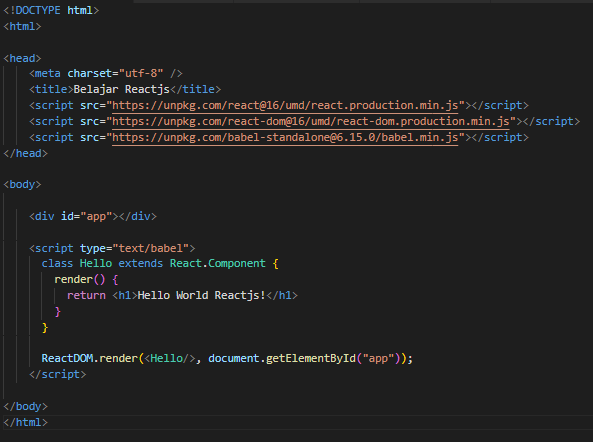 <!DOCTYPE html>
<html>
<head>
<meta charset="utf-8" />
<title>Belajar Reactjs</title>
<script src="https://unpkg.com/react@16/umd/react.production.min.js"></script>
<script src="https://unpkg.com/react-dom@16/umd/react-dom.production.min.js"></script>
<script src="https://unpkg.com/babel-standalone@6.15.0/babel.min.js"></script>
</head>
<body>
<div id="app"></div>
<script type="text/babel">
class Hello extends React.Component {
render() {
return <h1>Hello World Reactjs!</h1>
}
}
ReactDOM.render(<Hello/>, document.getElementById("app"));
</script>
</body>
</html>